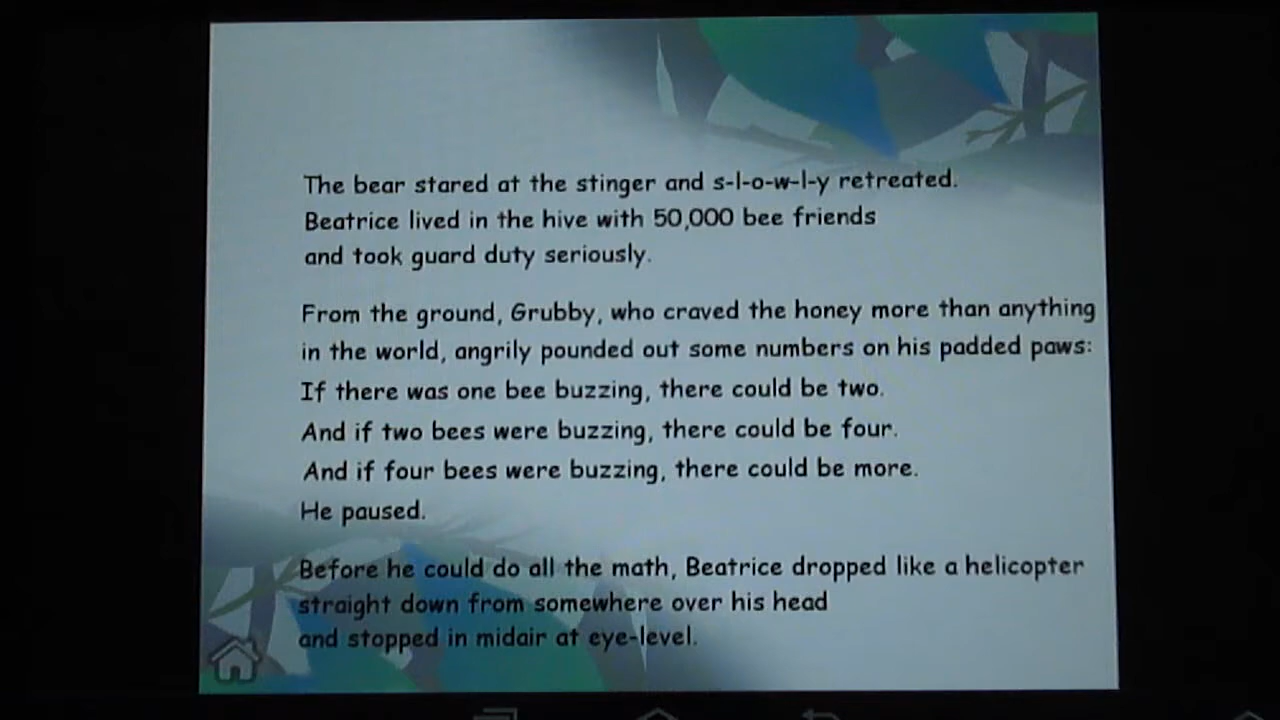 The bear stared at the stinger and s-l-o-w-l-y retreated.
Beatrice lived in the hive with 50,000 bee friends
and took guard duty seriously.
From the ground, Grubby, who craved the honey more than anything
in the world, angrily pounded out some numbers on his padded paws:
If there was one bee buzzing, there could be two.
And if two bees were buzzing, there could be four.
And if four bees were buzzing, there could be more.
He paused.
Before he could do all the math, Beatrice dropped like a helicopter
straight down from somewhere over his head
and stopped in midair at eye-level.